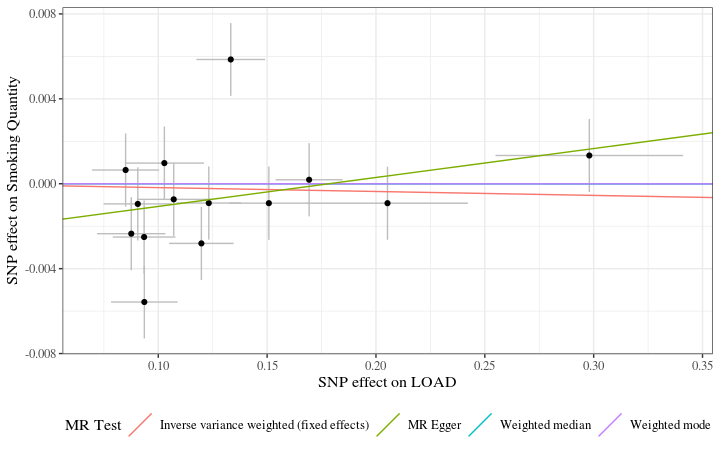 0.008
0.004
0.000
-0.004
-0.008
SNP effect on Smoking Quantity
0.10 0.15 0.20 0.25 0.30 0.35
SNP effect on LOAD
MR Test Inverse variance weighted (fixed effects) MR Egger Weighted median Weighted mode